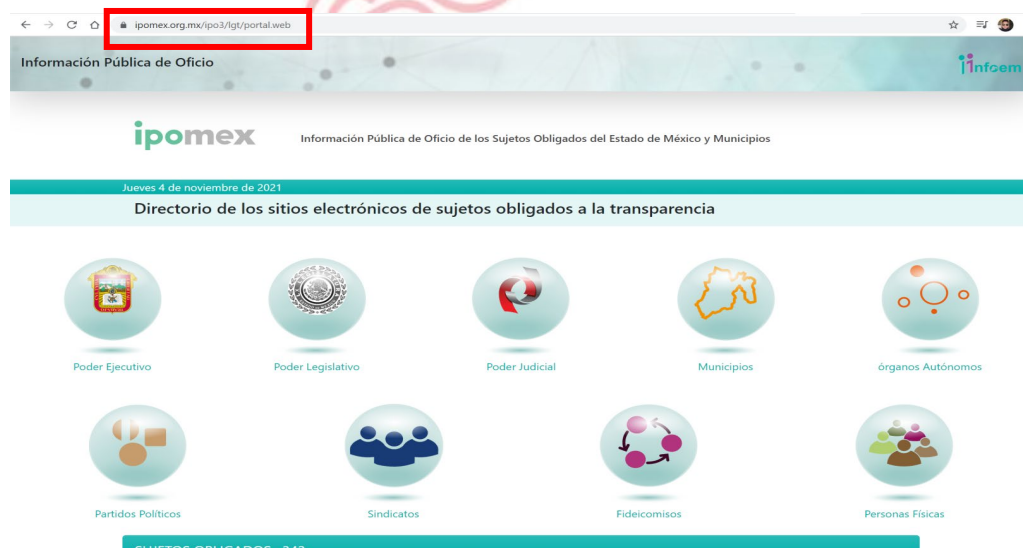 ipomex.org.mx/ipo3/lgt/portal.web
Información Pública de Oficio
infoem
ipomex
Información Pública de Oficio de los Sujetos Obligados del Estado de México y Municipios
Jueves 4 de noviembre de 2021
Directorio de los sitios electrónicos de sujetos obligados a la transparencia
Poder Ejecutivo
Poder Legislativo
Poder Judicial
Municipios
órganos Autónomos
Partidos Políticos
Sindicatos
Fideicomisos
Personas Físicas